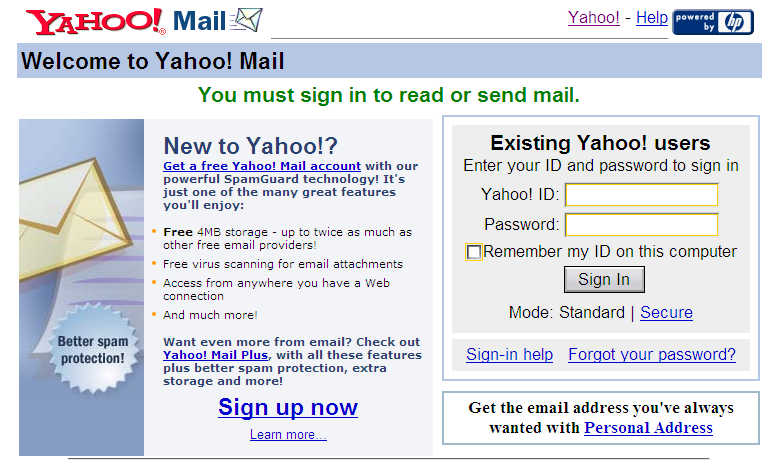 YAHOO! Mail
Yahoo! - Help
powered by hp
Welcome to Yahoo! Mail
You must sign in to read or send mail.
Better spam
protection!
New to Yahoo!?
Get a free Yahoo! Mail account with our
powerful SpamGuard technology! It's
just one of the many great features
you'll enjoy:
Free 4MB storage - up to twice as much as
other free email providers!
Free virus scanning for email attachments
Access from anywhere you have a Web
connection
And much more!
Want even more from email? Check out
Yahoo! Mail Plus, with all these features
plus better spam protection, extra
storage and more!
Sign up now
Learn more...
Existing Yahoo! users
Enter your ID and password to sign in
Yahoo! ID:
Password:
Remember my ID on this computer
Sign In
Mode: Standard | Secure
Sign-in help Forgot your password?
Get the email address you've always
wanted with Personal Address